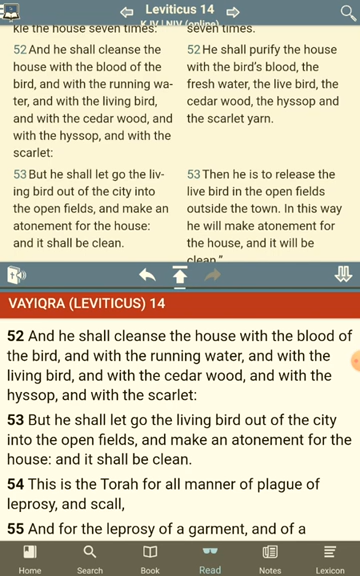 Leviticus 14
KJV | NIV (online)
kle the house seven times:
52 And he shall cleanse the
house with the blood of the
bird, and with the running wa-
ter, and with the living bird,
and with the cedar wood, and
with the hyssop, and with the
scarlet:
53 But he shall let go the liv-
ing bird out of the city into
the open fields, and make an
atonement for the house:
and it shall be clean.
seven times.
52 He shall purify the house
with the bird's blood, the
fresh water, the live bird, the
cedar wood, the hyssop and
the scarlet yarn.
53 Then he is to release the
live bird in the open fields
outside the town. In this way
he will make atonement for
the house, and it will be
clean."
VAYIQRA (LEVITICUS) 14
52 And he shall cleanse the house with the blood of
the bird, and with the running water, and with the
living bird, and with the cedar wood, and with the
hyssop, and with the scarlet:
53 But he shall let go the living bird out of the city
into the open fields, and make an atonement for the
house: and it shall be clean.
54 This is the Torah for all manner of plague of
leprosy, and scall,
55 And for the leprosy of a garment, and of a
Home
Search
Book
Read
Notes
Lexicon